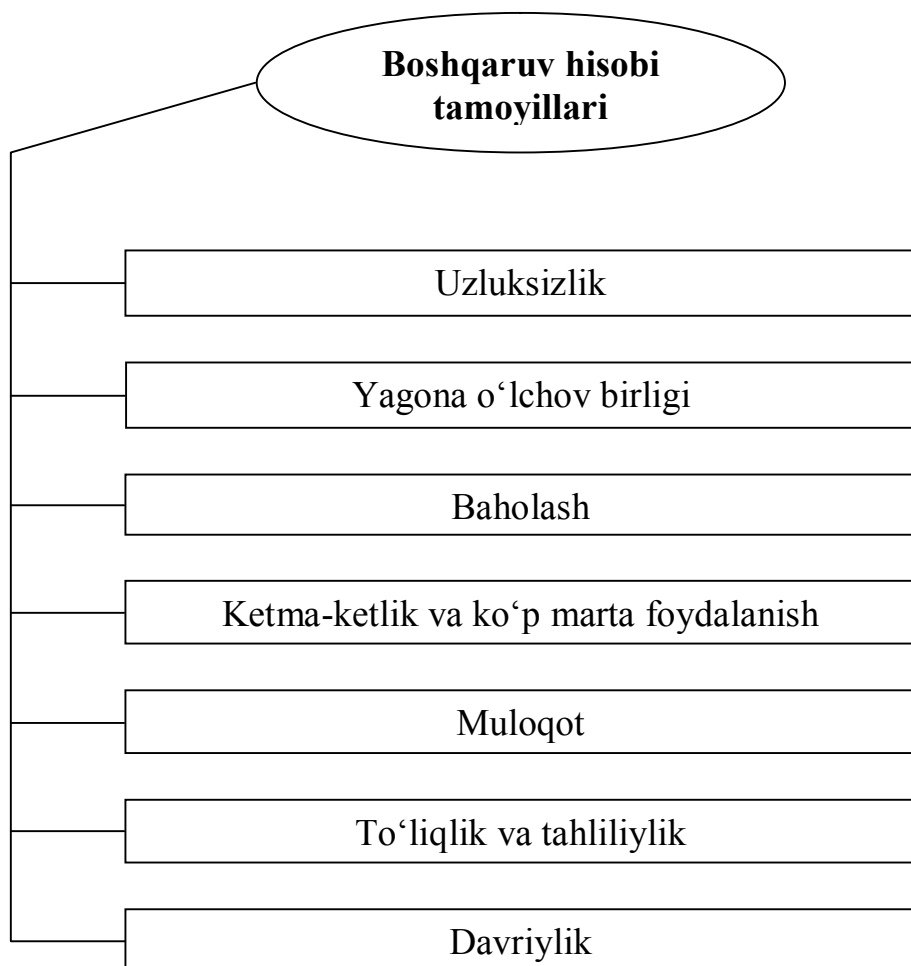 Boshqaruv hisobi
tamoyillari
Uzluksizlik
Yagona o‘lchov birligi
Baholash
Ketma-ketlik va ko‘p marta foydalanish
Muloqot
To‘liqlik va tahliliylik
Davriylik